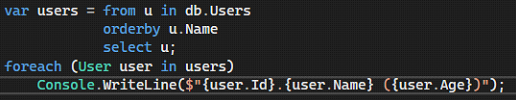 var users = from u in db.Users
            orderby u.Name
            select u;
foreach (User user in users)
    Console.WriteLine($"{user.Id}.{user.Name} ({user.Age})");